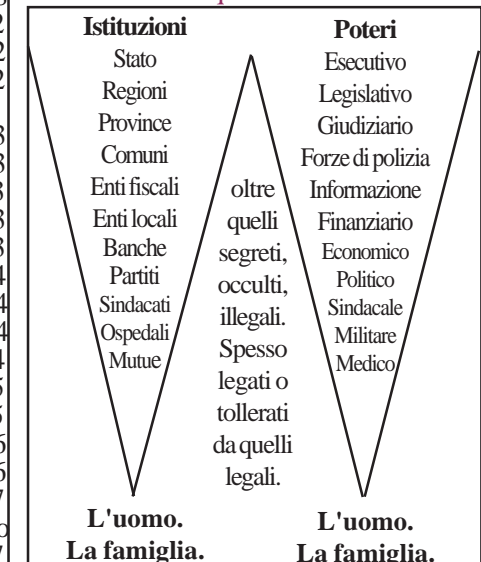 Istituzioni
Stato
Regioni
Province
Comuni
Enti fiscali
Enti locali
Banche
Partiti
Sindacati
Ospedali
Mutue
L'uomo.
La famiglia.
oltre
quelli
segreti,
occulti,
illegali.
Spesso
legati o
tollerati
da quelli
legali.
Poteri
Esecutivo
Legislativo
Giudiziario
Forze di polizia
Informazione
Finanziario
Economico
Politico
Sindacale
Militare
Medico
L'uomo.
La famiglia.